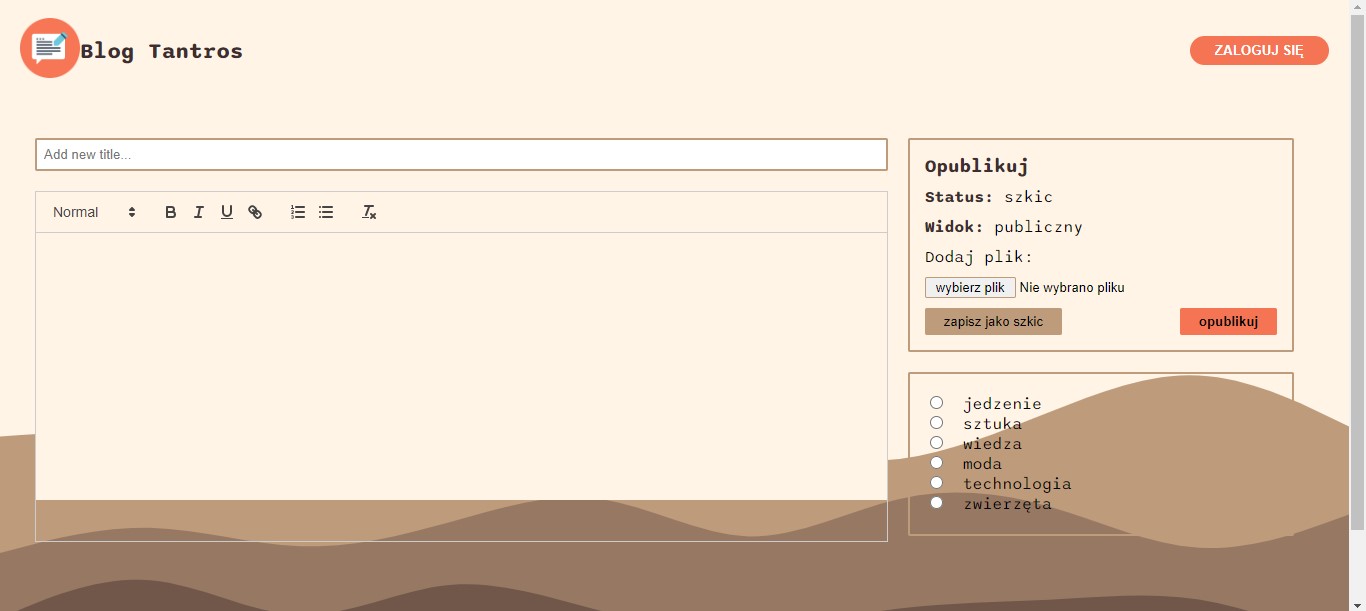 Blog Tantros
ZALOGUJ SIĘ
Add new title...
Normal
Opublikuj
Status: szkic
Widok: publiczny
Dodaj plik:
wybierz plik Nie wybrano pliku
zapisz jako szkic
opublikuj
jedzenie
sztuka
wiedza
moda
technologia
zwierzęta